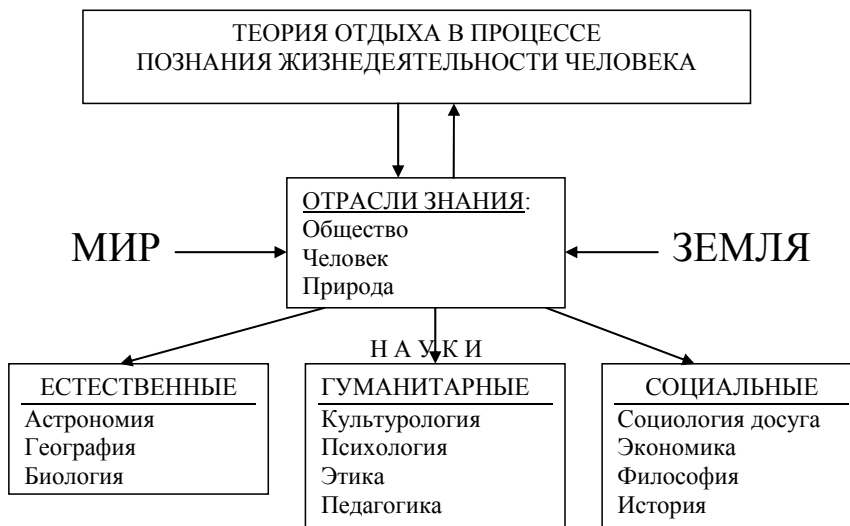 ТЕОРИЯ ОТДЫХА В ПРОЦЕССЕ
ПОЗНАНИЯ ЖИЗНЕДЕЯТЕЛЬНОСТИ ЧЕЛОВЕКА
ОТРАСЛИ ЗНАНИЯ:
Общество
Человек
Природа
МИР
ЗЕМЛЯ
Н А У К И
ЕСТЕСТВЕННЫЕ
Астрономия
География
Биология
ГУМАНИТАРНЫЕ
Культурология
Психология
Этика
Педагогика
СОЦИАЛЬНЫЕ
Социология досуга
Экономика
Философия
История